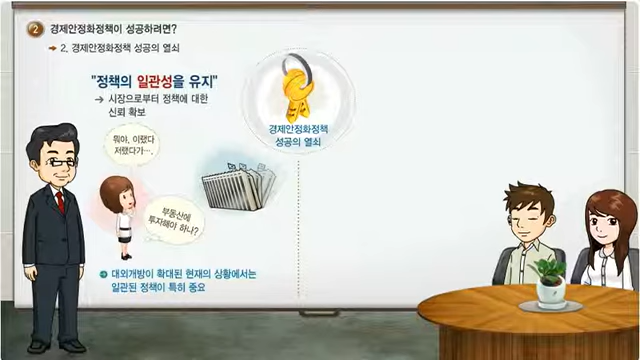 2 경제안정화정책이 성공하려면?
➔ 2. 경제안정화정책 성공의 열쇠
"정책의 일관성을 유지"
→ 시장으로부터 정책에 대한
신뢰 확보
경제안정화정책
성공의 열쇠
뭐야, 이랬다
저랬다가….
부동산에
투자해야 하나?
대외개방이 확대된 현재의 상황에서는
일관된 정책이 특히 중요